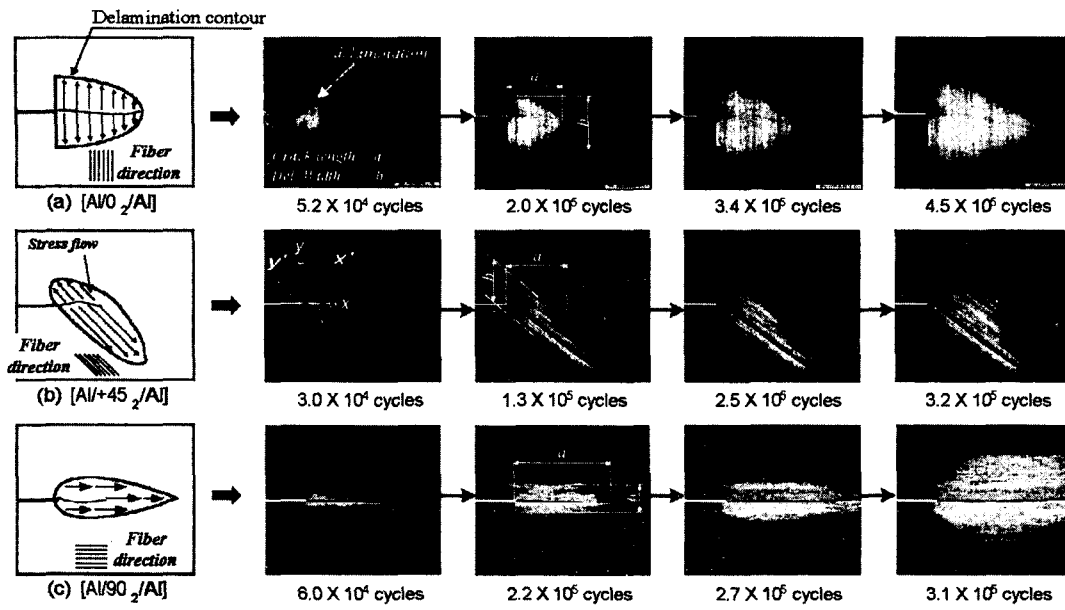 Delamination contour
delamination
a
b
Crack length a
Del. Width b
Fiber
direction
(a) [Al/0 2/Al]
5.2 X 10⁴ cycles
2.0 X 10⁵ cycles
3.4 X 10⁵ cycles
4.5 X 10⁵ cycles
Stress flow
y
y' x'
x
a
b
Fiber
direction
(b) [Al/+45 2/Al]
3.0 X 10⁴ cycles
1.3 X 10⁵ cycles
2.5 X 10⁵ cycles
3.2 X 10⁵ cycles
a
Fiber
direction
(c) [Al/90 2/Al]
6.0 X 10⁴ cycles
2.2 X 10⁵ cycles
2.7 X 10⁵ cycles
3.1 X 10⁵ cycles